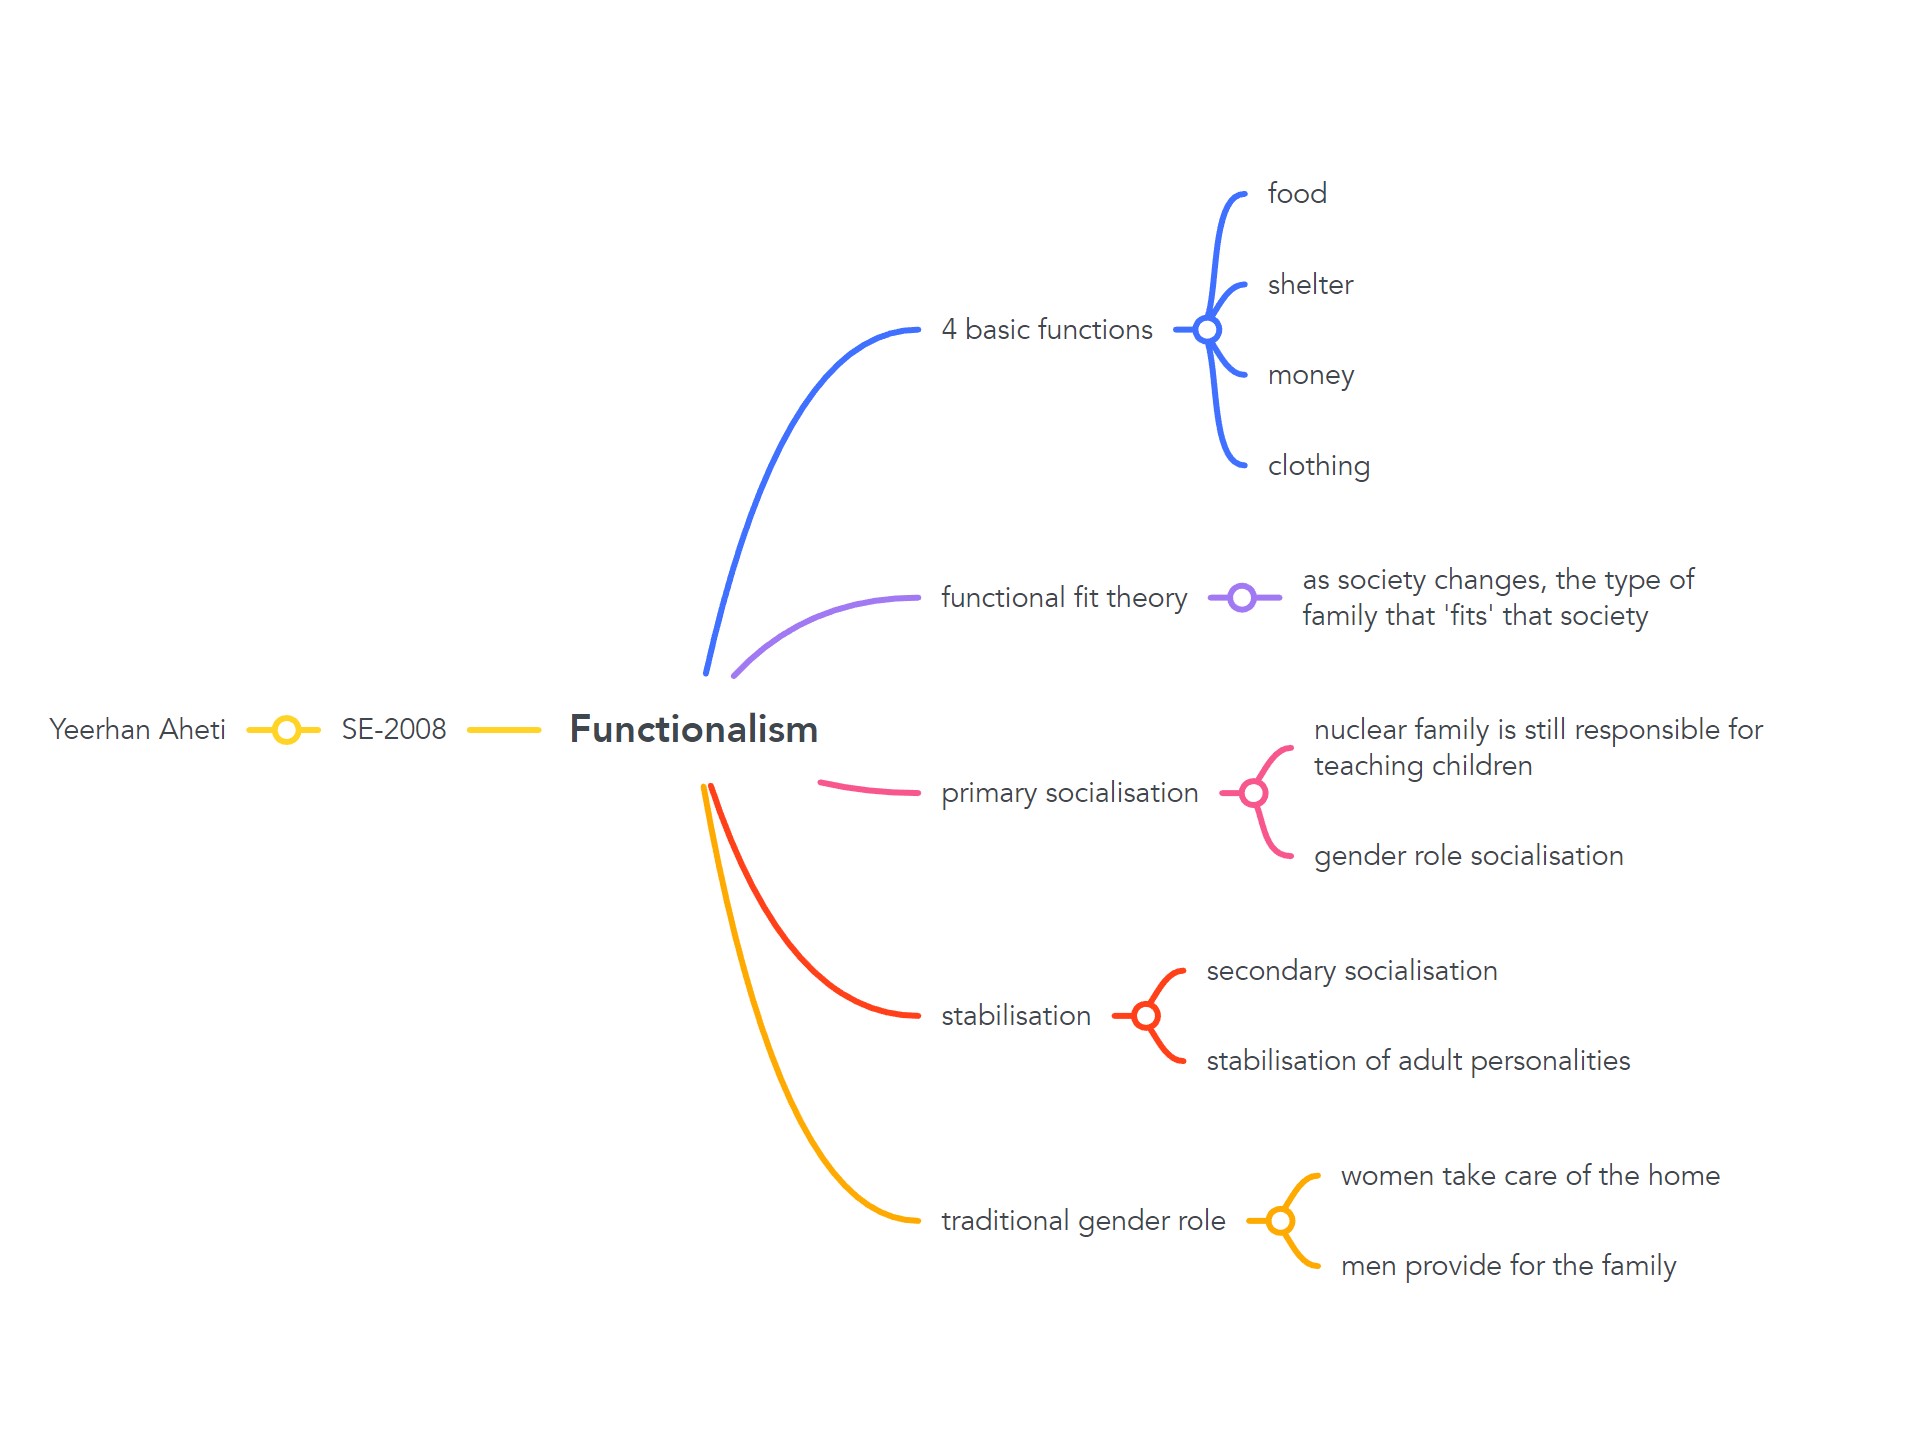 Yeerhan Aheti
SE-2008
Functionalism
4 basic functions
food
shelter
money
clothing
functional fit theory
as society changes, the type of
family that 'fits' that society
primary socialisation
nuclear family is still responsible for
teaching children
gender role socialisation
stabilisation
secondary socialisation
stabilisation of adult personalities
traditional gender role
women take care of the home
men provide for the family